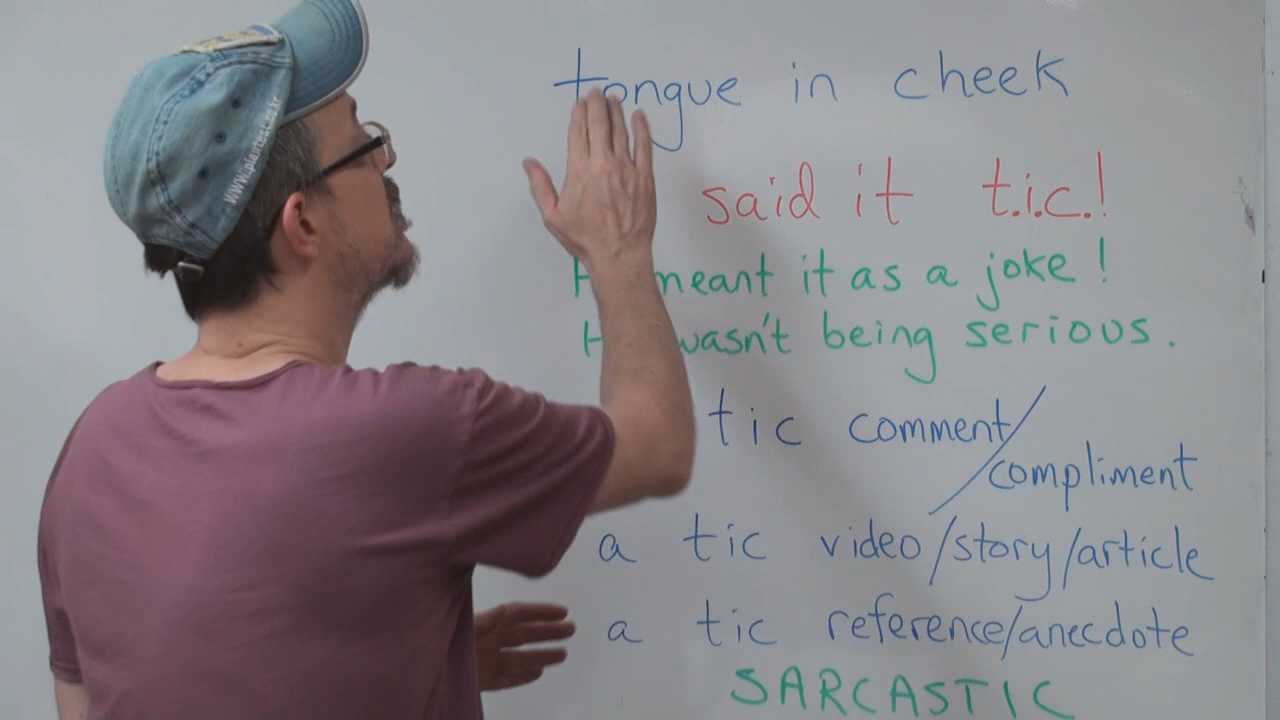 tongue in cheek
said it t.i.c.!
meant it as a joke!
wasn't being serious.
tic comment/
compliment
a tic video/story/article
a tic reference/anecdote
SARCASTIC